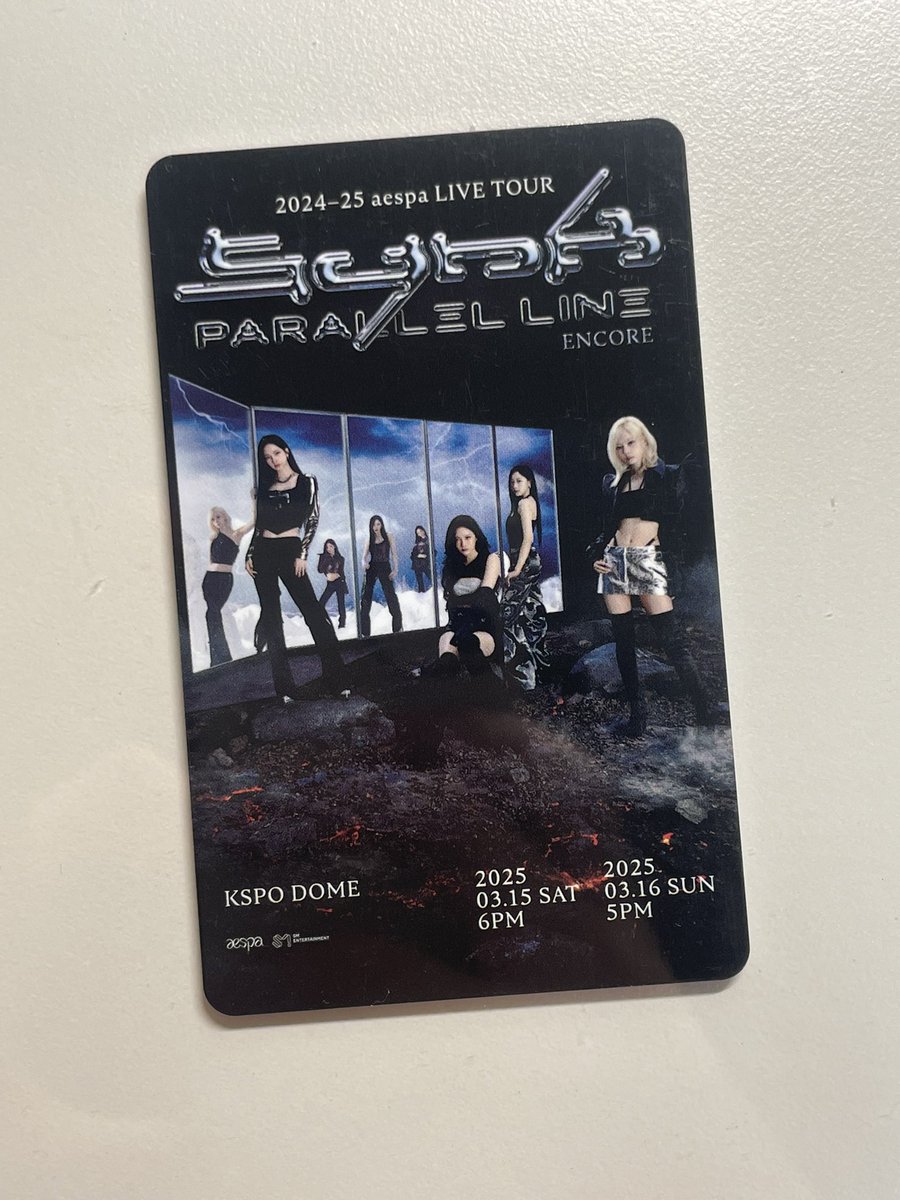 2024–25 aespa LIVE TOUR
SYNK
PARALLEL LINE
ENCORE
KSPO DOME
2025
03.15 SAT
6PM
2025
03.16 SUN
5PM
aespa
SM
ENTERTAINMENT